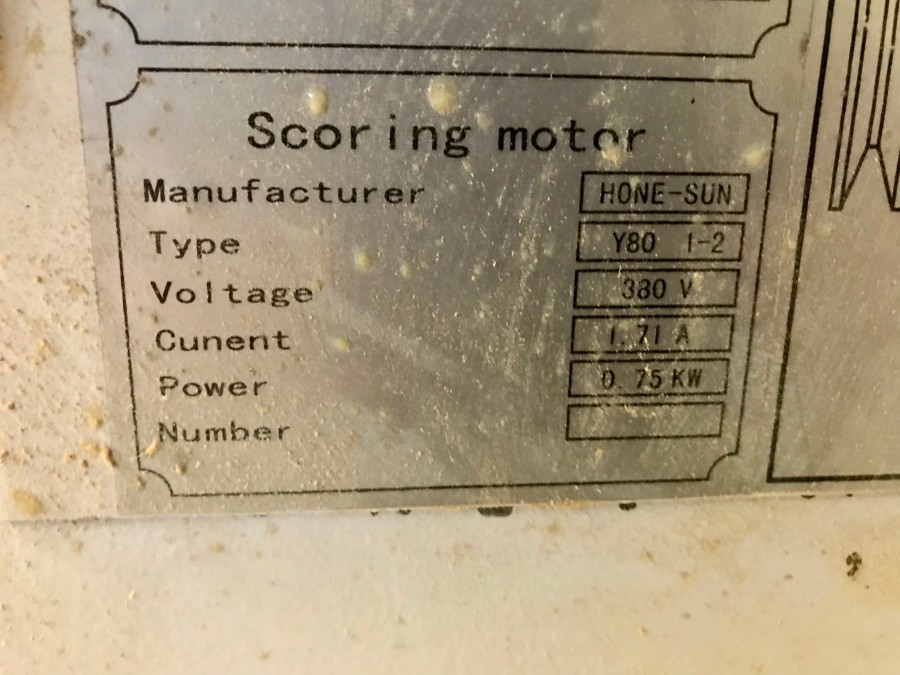 Scoring motor
Manufacturer HONE-SUN
Type Y80 1-2
Voltage 380 V
Cunent 1.71 A
Power 0.75 KW
Number